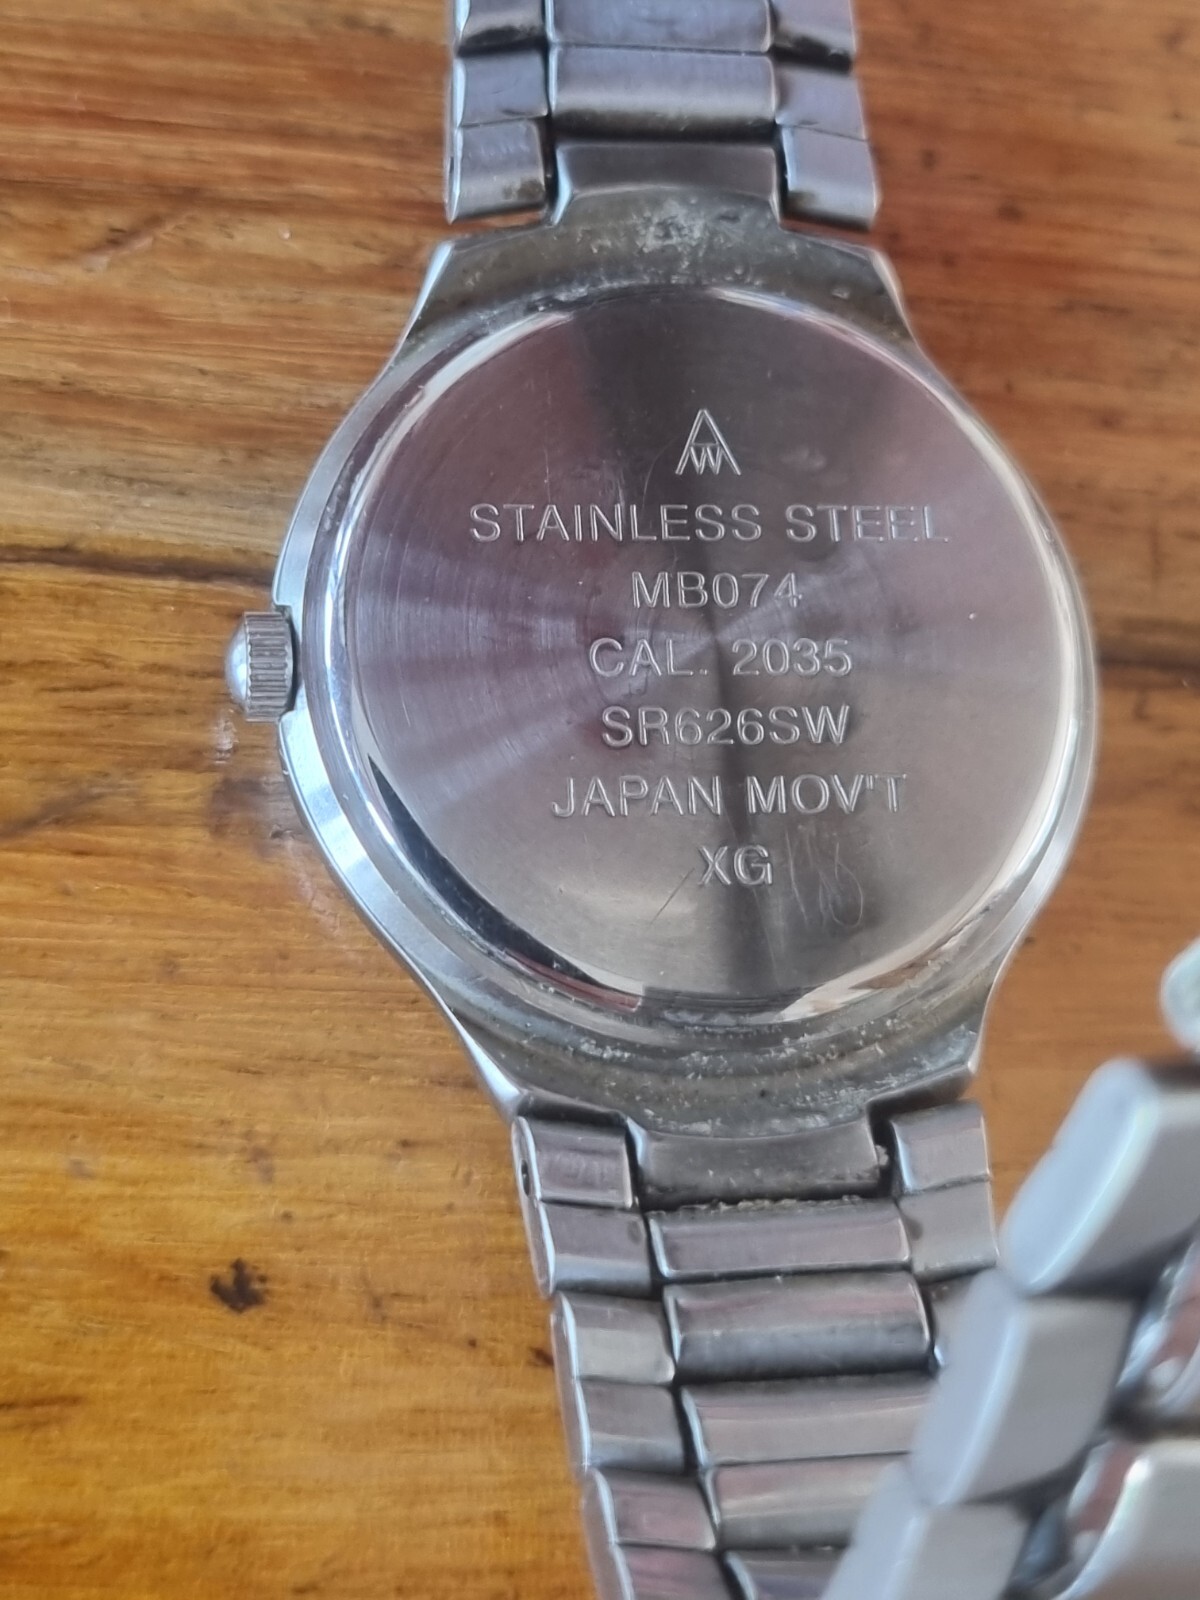 STAINLESS STEEL
MB074
CAL. 2035
SR626SW
JAPAN MOV'T
XG